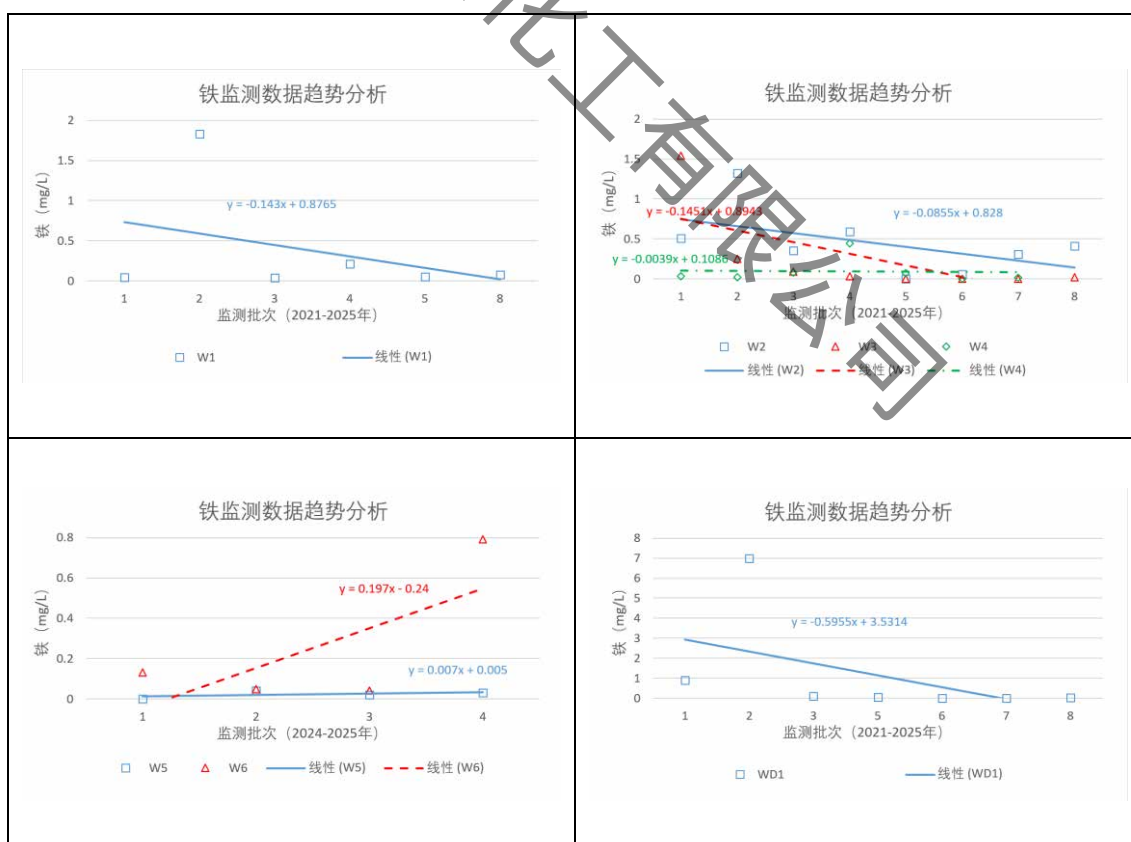 化工有限公司
铁监测数据趋势分析
铁（mg/L）
2
1.5
1
0.5
0
y = -0.143x + 0.8765
1 2 3 4 5 8
监测批次（2021-2025年）
W1 线性 (W1)
铁监测数据趋势分析
铁（mg/L）
2
1.5
1
0.5
0
y = -0.1451x + 0.8943
y = -0.0855x + 0.828
y = -0.0039x + 0.1086
1 2 3 4 5 6 7 8
监测批次（2021-2025年）
W2 W3 W4
线性 (W2) 线性 (W3) 线性 (W4)
铁监测数据趋势分析
铁（mg/L）
0.8
0.6
0.4
0.2
0
y = 0.197x - 0.24
y = 0.007x + 0.005
1 2 3 4
监测批次（2024-2025年）
W5 W6 线性 (W5) 线性 (W6)
铁监测数据趋势分析
铁（mg/L）
8
7
6
5
4
3
2
1
0
y = -0.5955x + 3.5314
1 2 3 5 6 7 8
监测批次（2021-2025年）
WD1 线性 (WD1)